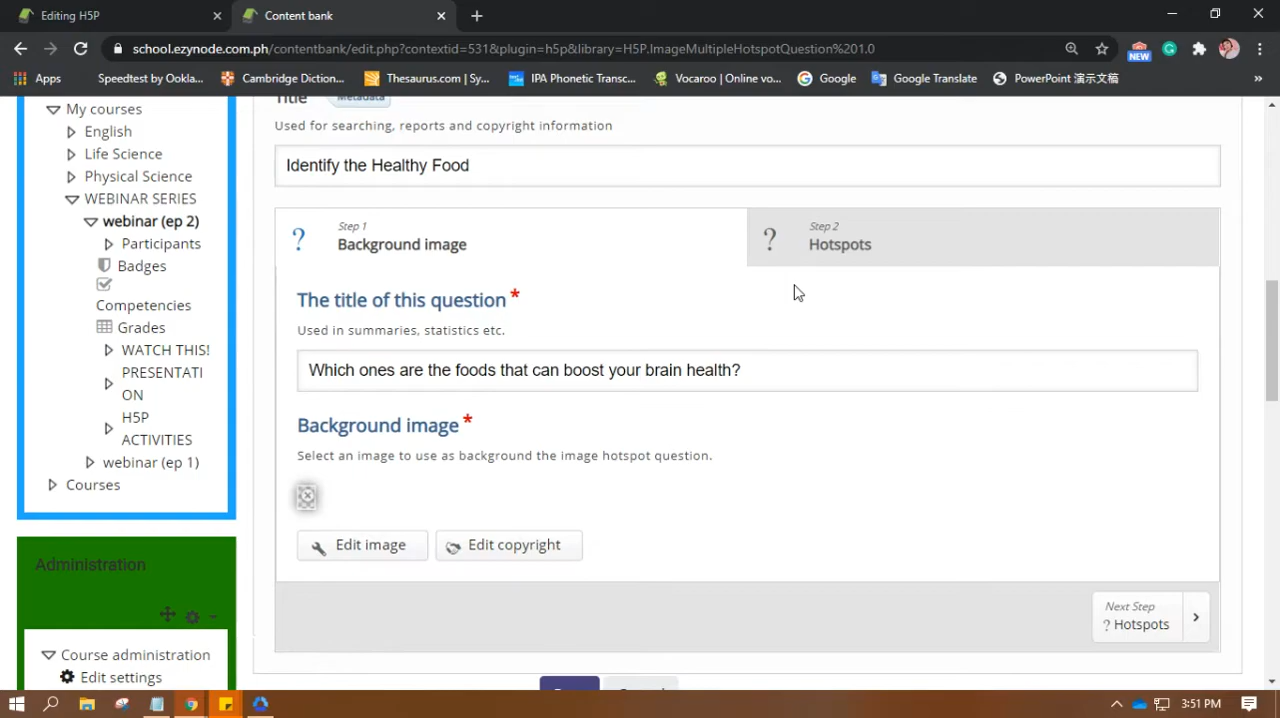 Editing H5P
Content bank
school.ezynode.com.ph/contentbank/edit.php?contextid=531&plugin=h5p&library=H5P.ImageMultipleHotspotQuestion%201.0
NEW
Apps
Speedtest by Ookla...
Cambridge Diction...
Thesaurus.com | Sy...
IPA Phonetic Transc...
Vocaroo | Online vo...
Google
Google Translate
PowerPoint 演示文稿
»
My courses
English
Life Science
Physical Science
WEBINAR SERIES
webinar (ep 2)
Participants
Badges
Competencies
Grades
WATCH THIS!
PRESENTATI
ON
H5P
ACTIVITIES
webinar (ep 1)
Courses
Administration
Course administration
Edit settings
Title
Metadata
Used for searching, reports and copyright information
Identify the Healthy Food
Step 1
Background image
Step 2
Hotspots
The title of this question *
Used in summaries, statistics etc.
Which ones are the foods that can boost your brain health?
Background image *
Select an image to use as background the image hotspot question.
Edit image
Edit copyright
Next Step
? Hotspots
3:51 PM